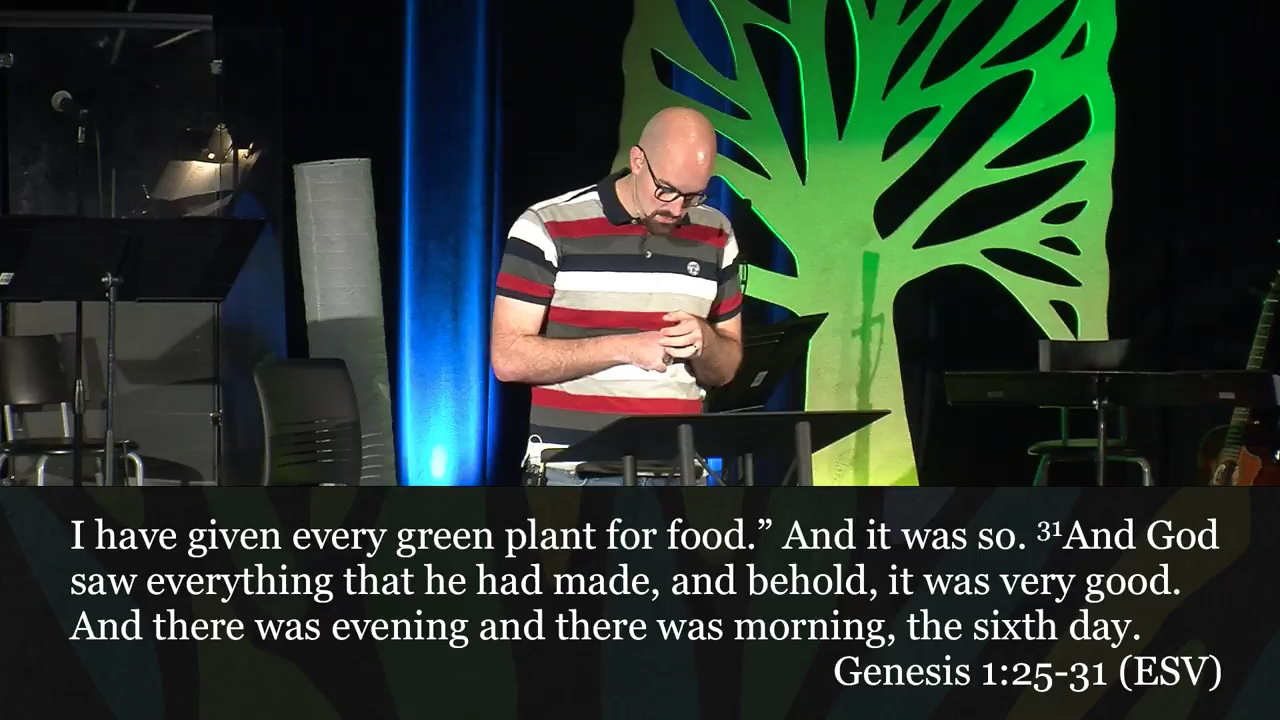 I have given every green plant for food.” And it was so. ³¹And God
saw everything that he had made, and behold, it was very good.
And there was evening and there was morning, the sixth day.
Genesis 1:25-31 (ESV)